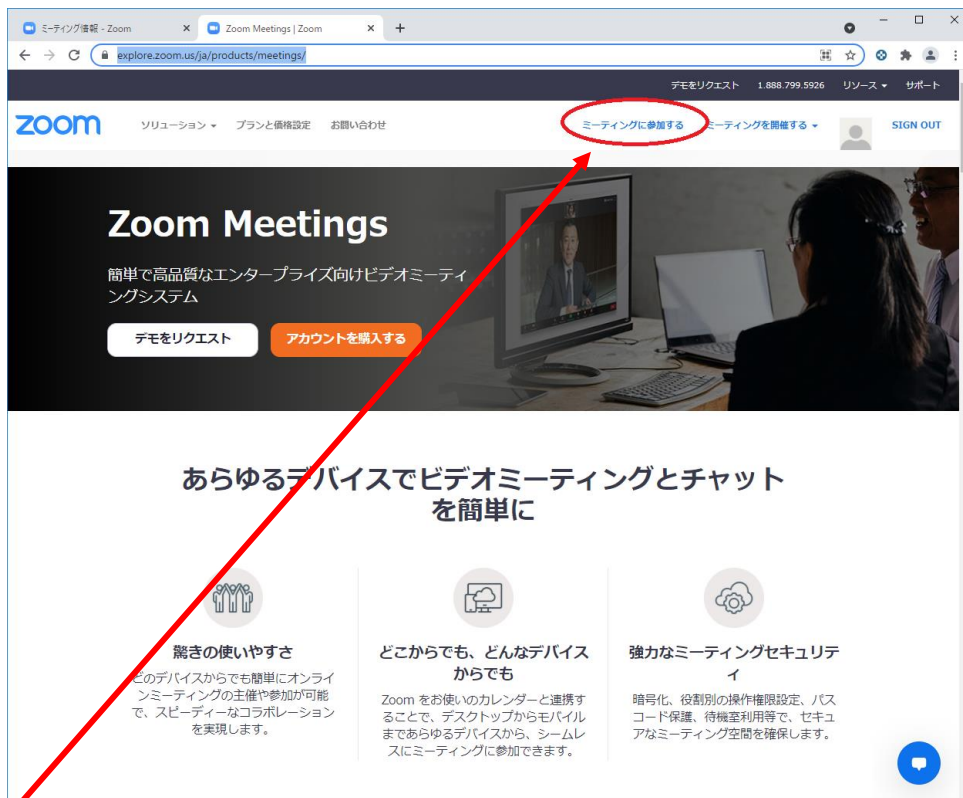 ミーティング情報 - Zoom
Zoom Meetings | Zoom
explore.zoom.us/ja/products/meetings/
デモをリクエスト 1.888.799.5926 リソース サポート
zoom ソリューション プランと価格設定 お問い合わせ ミーティングに参加する ミーティングを開催する SIGN OUT
Zoom Meetings
簡単で高品質なエンタープライズ向けビデオミーティ
ングシステム
デモをリクエスト アカウントを購入する
あらゆるデバイスでビデオミーティングとチャット
を簡単に
驚きの使いやすさ
どのデバイスからでも簡単にオンライ
ンミーティングの主催や参加が可能
で、スピーディーなコラボレーション
を実現します。
どこからでも、どんなデバイス
からでも
Zoom をお使いのカレンダーと連携す
ることで、デスクトップからモバイル
まであらゆるデバイスから、シームレ
スにミーティングに参加できます。
強力なミーティングセキュリテ
ィ
暗号化、役割別の操作権限設定、パス
コード保護、待機室利用等で、セキュ
アなミーティング空間を確保します。